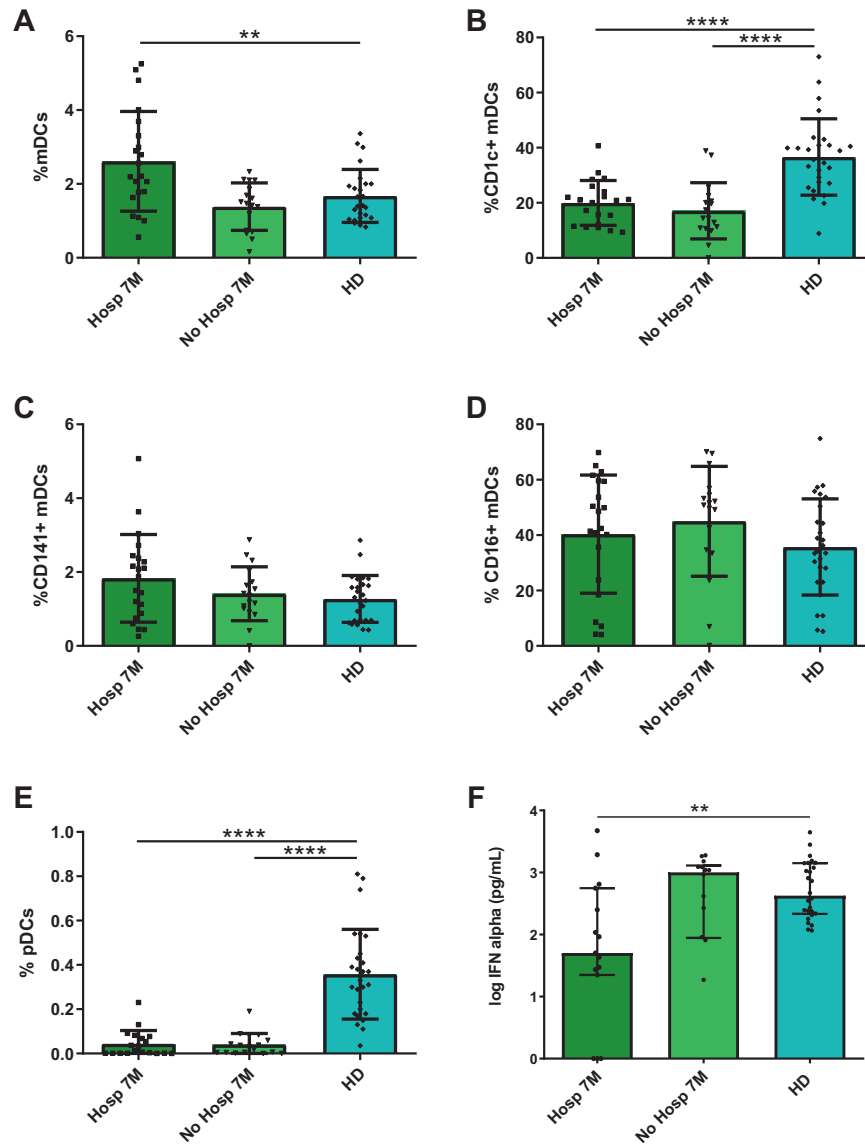 A
6
4
2
0
%mDCs
**
Hosp 7M
No Hosp 7M
HD
B
80
60
40
20
0
%CD1c+ mDCs
****
****
Hosp 7M
No Hosp 7M
HD
C
6
4
2
0
%CD141+ mDCs
Hosp 7M
No Hosp 7M
HD
D
80
60
40
20
0
% CD16+ mDCs
Hosp 7M
No Hosp 7M
HD
E
1.0
0.8
0.6
0.4
0.2
0.0
% pDCs
****
****
Hosp 7M
No Hosp 7M
HD
F
4
3
2
1
0
log IFN alpha (pg/mL)
**
Hosp 7M
No Hosp 7M
HD